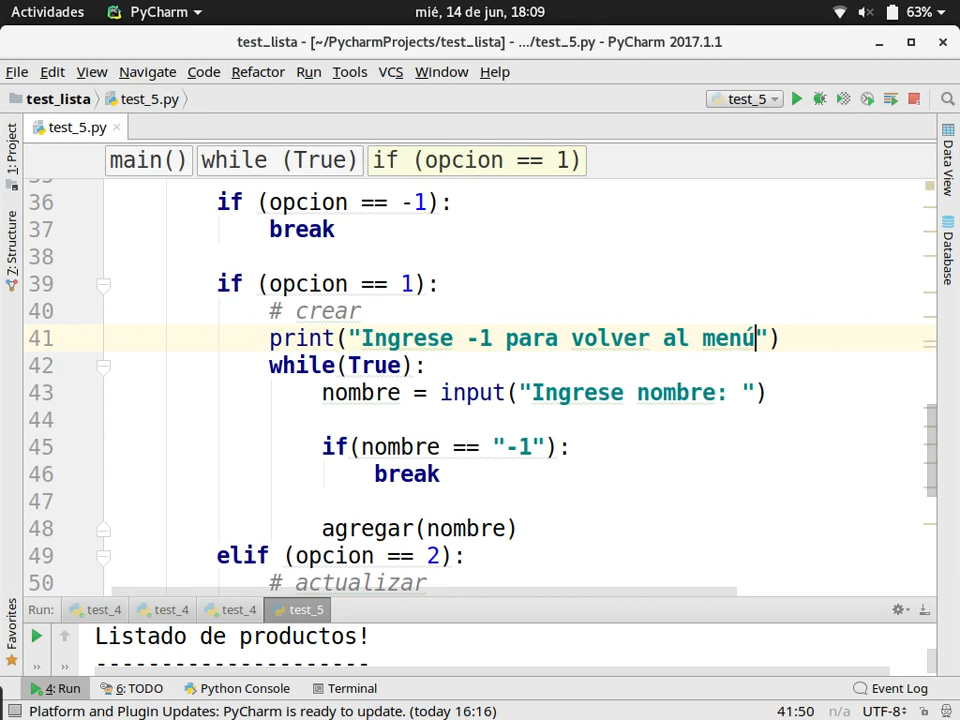 Actividades PyCharm mié, 14 de jun, 18:09 63%
test_lista - [~/PycharmProjects/test_lista] - .../test_5.py - PyCharm 2017.1.1
File Edit View Navigate Code Refactor Run Tools VCS Window Help
test_lista test_5.py test_5
1: Project
7: Structure
Favorites
test_5.py
main() while (True) if (opcion == 1)
36 if (opcion == -1):
37 break
38
39 if (opcion == 1):
40 # crear
41 print("Ingrese -1 para volver al menú")
42 while(True):
43 nombre = input("Ingrese nombre: ")
44
45 if(nombre == "-1"):
46 break
47
48 agregar(nombre)
49 elif (opcion == 2):
50 # actualizar
Data View
Database
Run: test_4 test_4 test_4 test_5
Listado de productos!
---------------------
4: Run 6: TODO Python Console Terminal Event Log
Platform and Plugin Updates: PyCharm is ready to update. (today 16:16) 41:50 n/a UTF-8